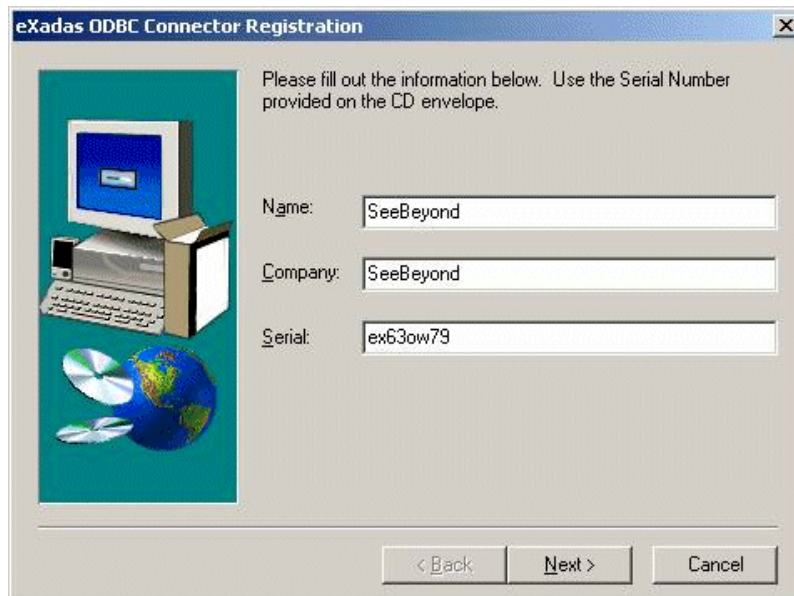 eXadas ODBC Connector Registration
Please fill out the information below. Use the Serial Number
provided on the CD envelope.
Name: SeeBeyond
Company: SeeBeyond
Serial: ex63ow79
< Back Next > Cancel